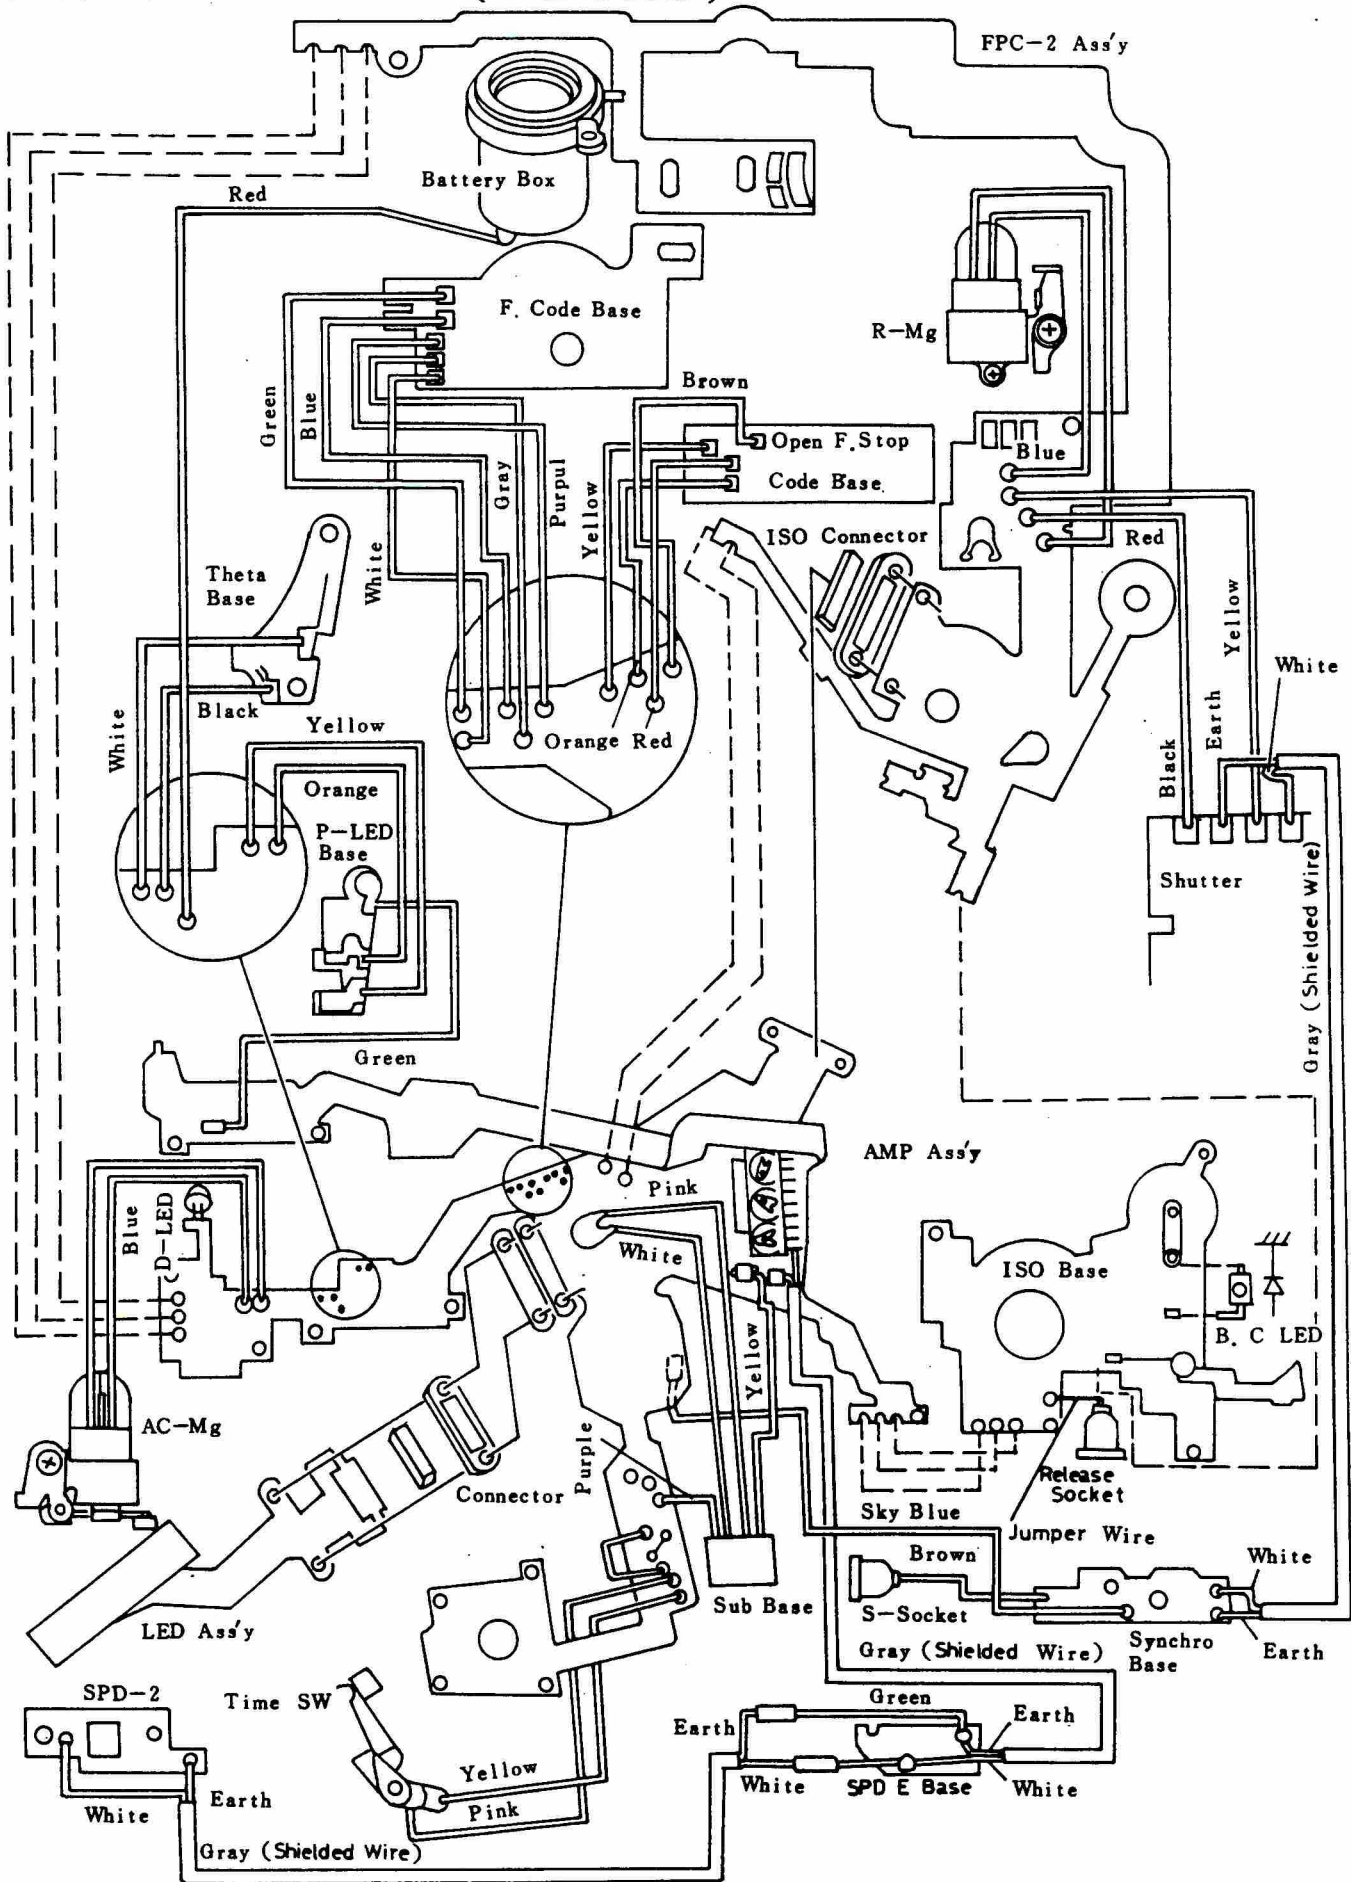 FPC-2 Ass'y
Battery Box
Red
F. Code Base
R-Mg
Green
Blue
Brown
Open F.Stop
Code Base
Blue
Gray
Purpul
Yellow
White
ISO Connector
Red
Theta
Base
Yellow
White
Black
White
Yellow
Orange Red
Orange
Earth
Black
P-LED
Base
Shutter
Gray (Shielded Wire)
Green
AMP Ass'y
Pink
White
Blue
D-LED
ISO Base
B. C LED
Yellow
AC-Mg
Purple
Connector
Release
Socket
Sky Blue
Jumper Wire
Brown
White
S-Socket
Sub Base
LED Ass'y
Synchro
Base
Earth
Gray (Shielded Wire)
SPD-2
Time SW
Green
Earth
Earth
Yellow
White
SPD E Base
White
White
Earth
Pink
Gray (Shielded Wire)